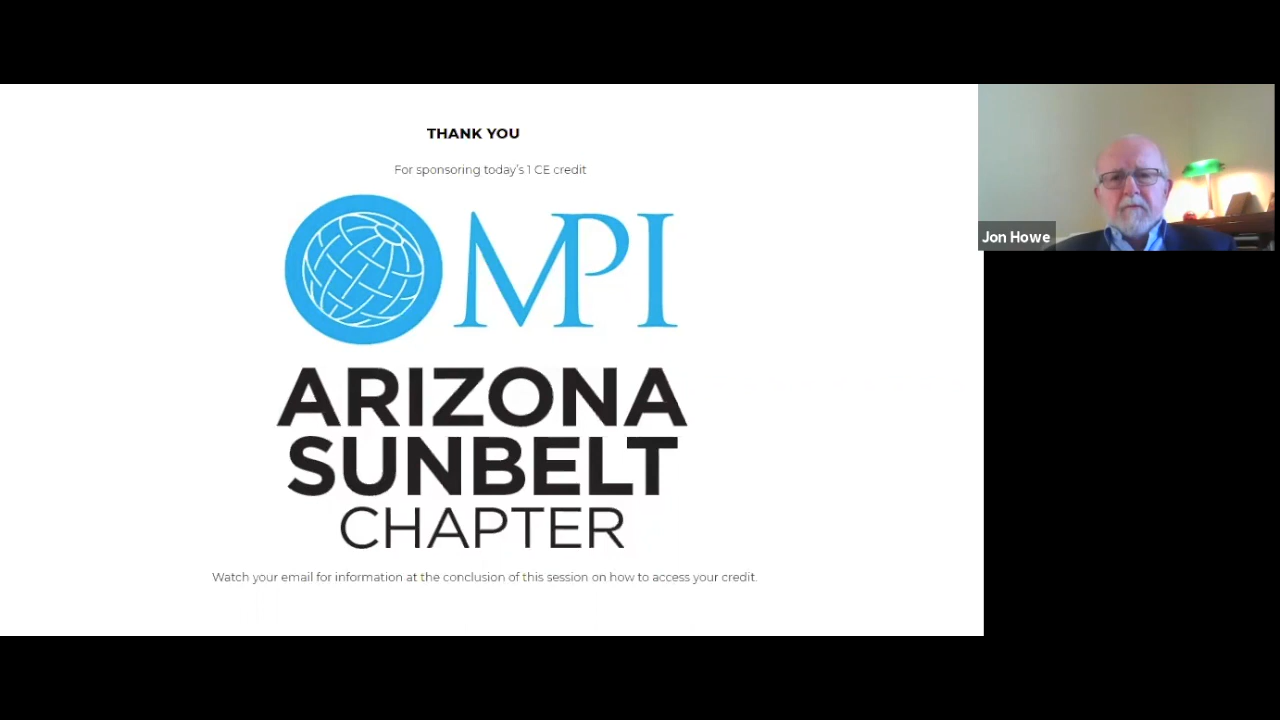 THANK YOU
For sponsoring today's 1 CE credit
MPI
ARIZONA
SUNBELT
CHAPTER
Watch your email for information at the conclusion of this session on how to access your credit.
Jon Howe